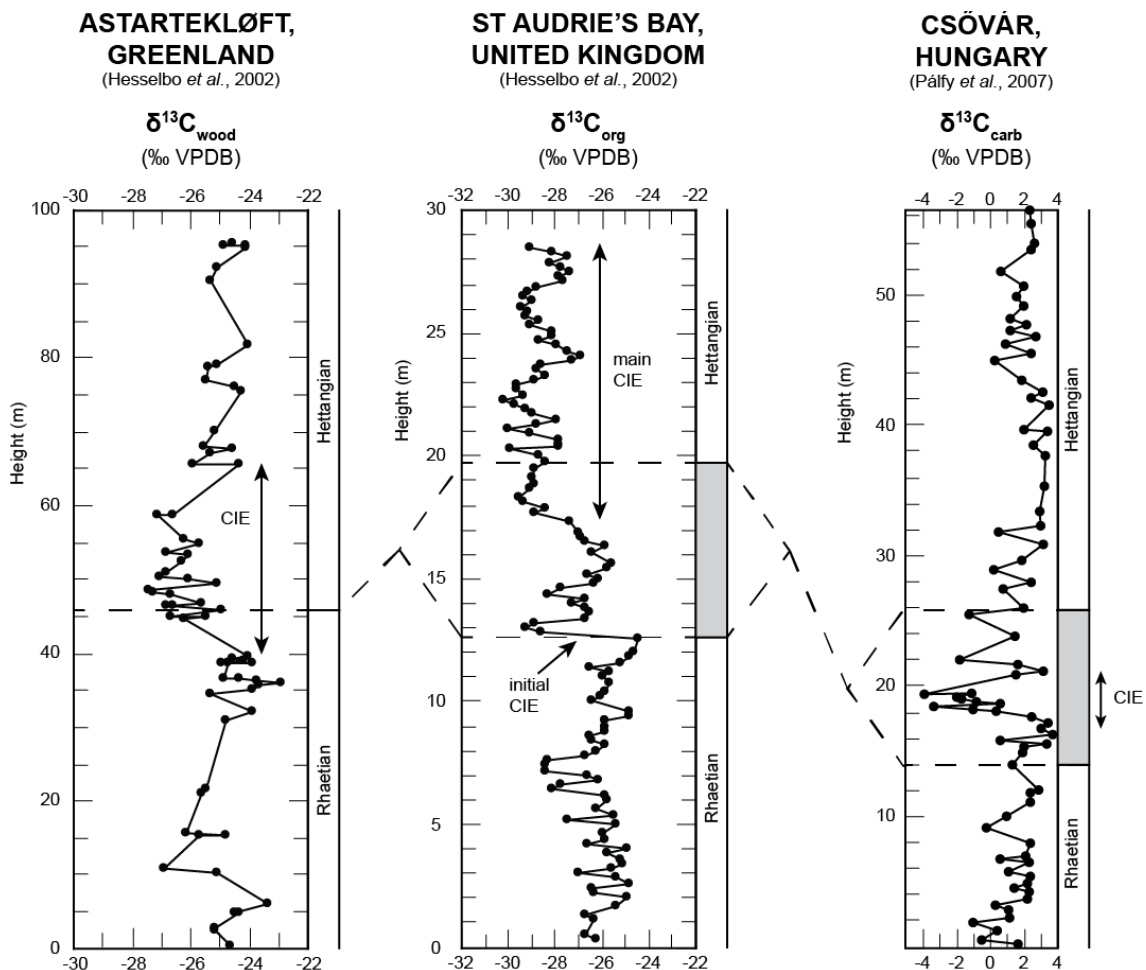 ASTARTEKLØFT,
GREENLAND
(Hesselbo et al., 2002)
δ¹³C_wood
(‰ VPDB)
-30 -28 -26 -24 -22
100
80
60
40
20
0
Height (m)
CIE
Hettangian
Rhaetian
-30 -28 -26 -24 -22
ST AUDRIE'S BAY,
UNITED KINGDOM
(Hesselbo et al., 2002)
δ¹³C_org
(‰ VPDB)
-32 -30 -28 -26 -24 -22
30
25
20
15
10
5
0
Height (m)
main
CIE
initial
CIE
Hettangian
Rhaetian
-32 -30 -28 -26 -24 -22
CSŐVÁR,
HUNGARY
(Pálfy et al., 2007)
δ¹³C_carb
(‰ VPDB)
-4 -2 0 2 4
50
40
30
20
10
Height (m)
CIE
Hettangian
Rhaetian
-4 -2 0 2 4